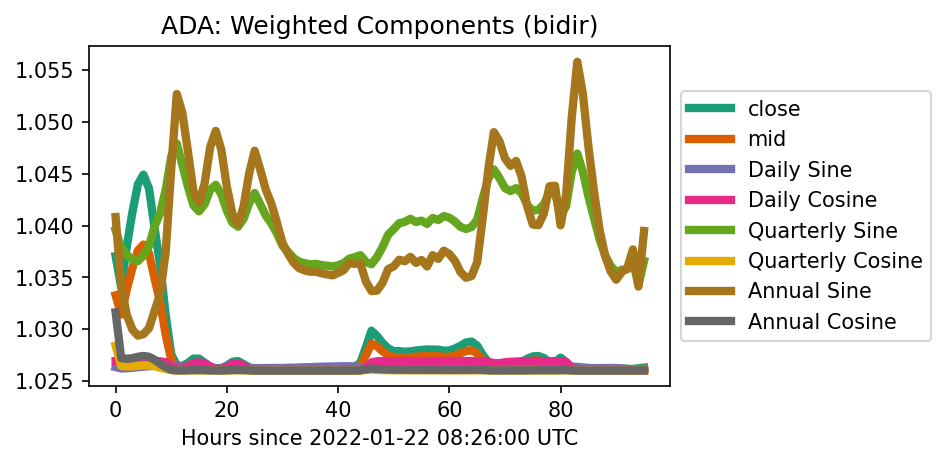 ADA: Weighted Components (bidir)
1.055
1.050
1.045
1.040
1.035
1.030
1.025
0
20
40
60
80
Hours since 2022-01-22 08:26:00 UTC
close
mid
Daily Sine
Daily Cosine
Quarterly Sine
Quarterly Cosine
Annual Sine
Annual Cosine